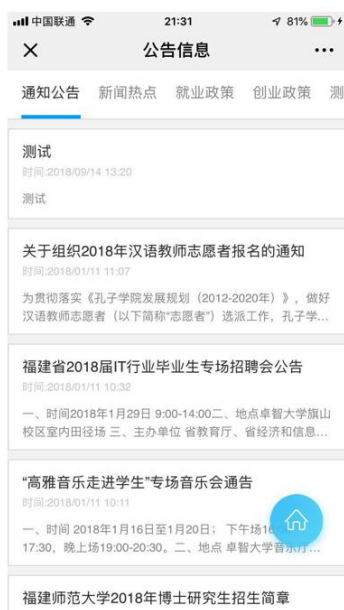 中国联通 21:31 81%
公告信息
通知公告 新闻热点 就业政策 创业政策 测
测试
时间:2018/09/14 13:20
测试
关于组织2018年汉语教师志愿者报名的通知
时间:2018/01/11 11:07
为贯彻落实《孔子学院发展规划（2012-2020年）》，做好
汉语教师志愿者（以下简称“志愿者”）选派工作，孔子学...
福建省2018届IT行业毕业生专场招聘会公告
时间:2018/01/11 10:32
一、时间2018年1月29日 9:00-14:00二、地点卓智大学旗山
校区室内田径场 三、主办单位 省教育厅、省经济和信息...
“高雅音乐走进学生”专场音乐会通告
时间:2018/01/11 10:11
一、时间 2018年1月16日至1月20日； 下午场
17:30，晚上场19:00-20:30。二、地点 卓智大学音乐厅...
福建师范大学2018年博士研究生招生简章